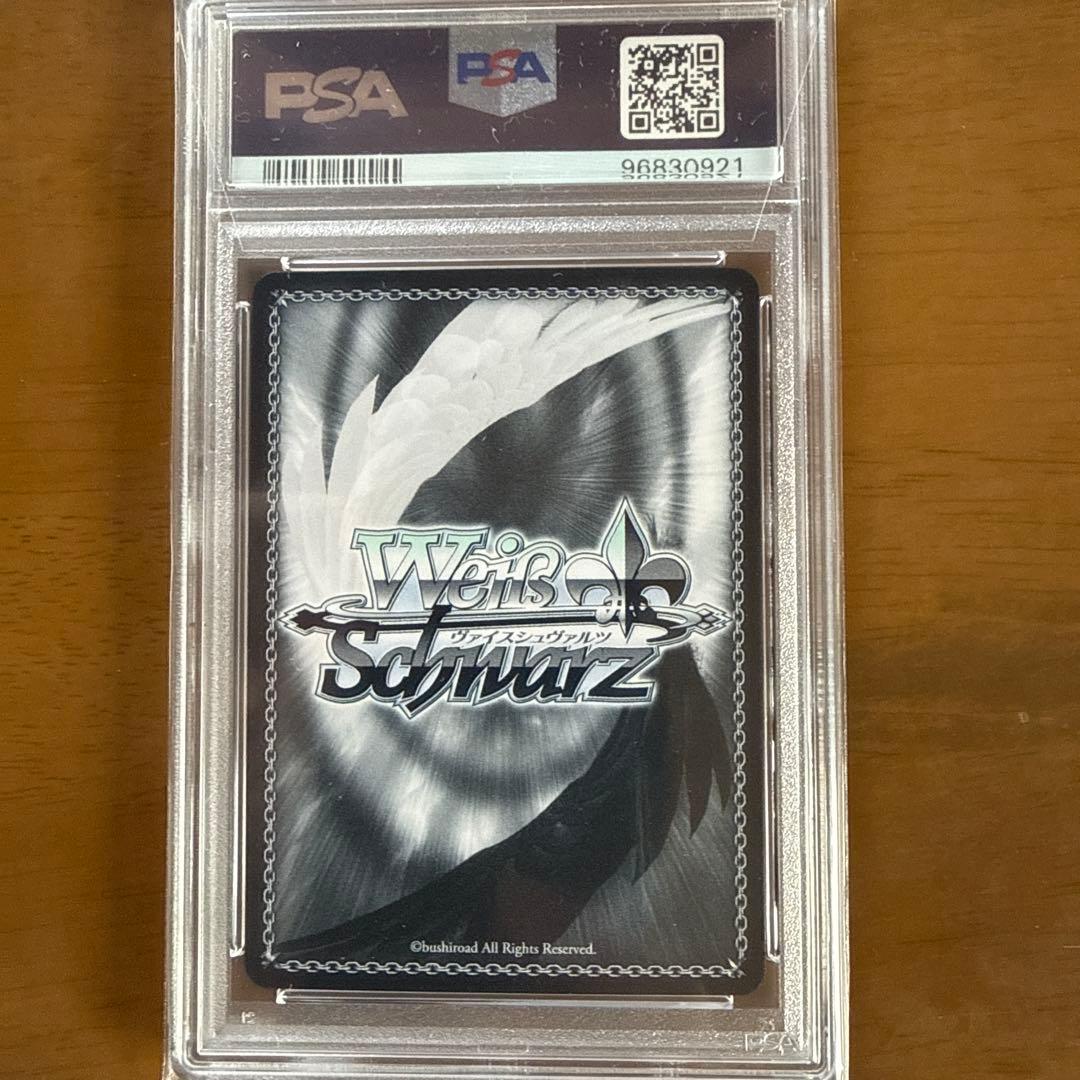 PSA
PSA
96830921
Weiß
ヴァイスシュヴァルツ
Schwarz
©bushiroad All Rights Reserved.
PSA